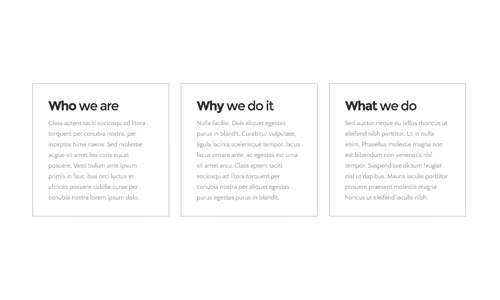 Who we are
Class aptent taciti sociosqu ad litora
torquent per conubia nostra, per
inceptos hime naeos. Sed molestie
augue sit amet leo cons equat
posuere. Vesti bulum ante ipsum
primis in fauc ibus orci luctus et
ultrices posuere cubilia curae per
conubia nostra lorem ipsum dolo.
Why we do it
Nulla facilisi. Duis aliquet egestas
purus in blandit. Curabitur vulputate,
ligula lacinia scelerisque tempor, lacus
lacus ornare ante, ac egestas est urna
sit amet arcu. Class aptent taciti
sociosqu ad litora torquent per
conubia nostra per aliquet egestas
purus egestas purus in blandit.
What we do
Sed auctor neque eu tellus rhoncus ut
eleifend nibh porttitor. Ut in nulla
enim. Phasellus molestie magna non
est bibendum non venenatis nisl
tempor. Suspendisse dictum feugiat
nisl ut dapibus. Mauris iaculis porttitor
posuere praesent molestie magna
honcus ut eleifend iaculis nibh.